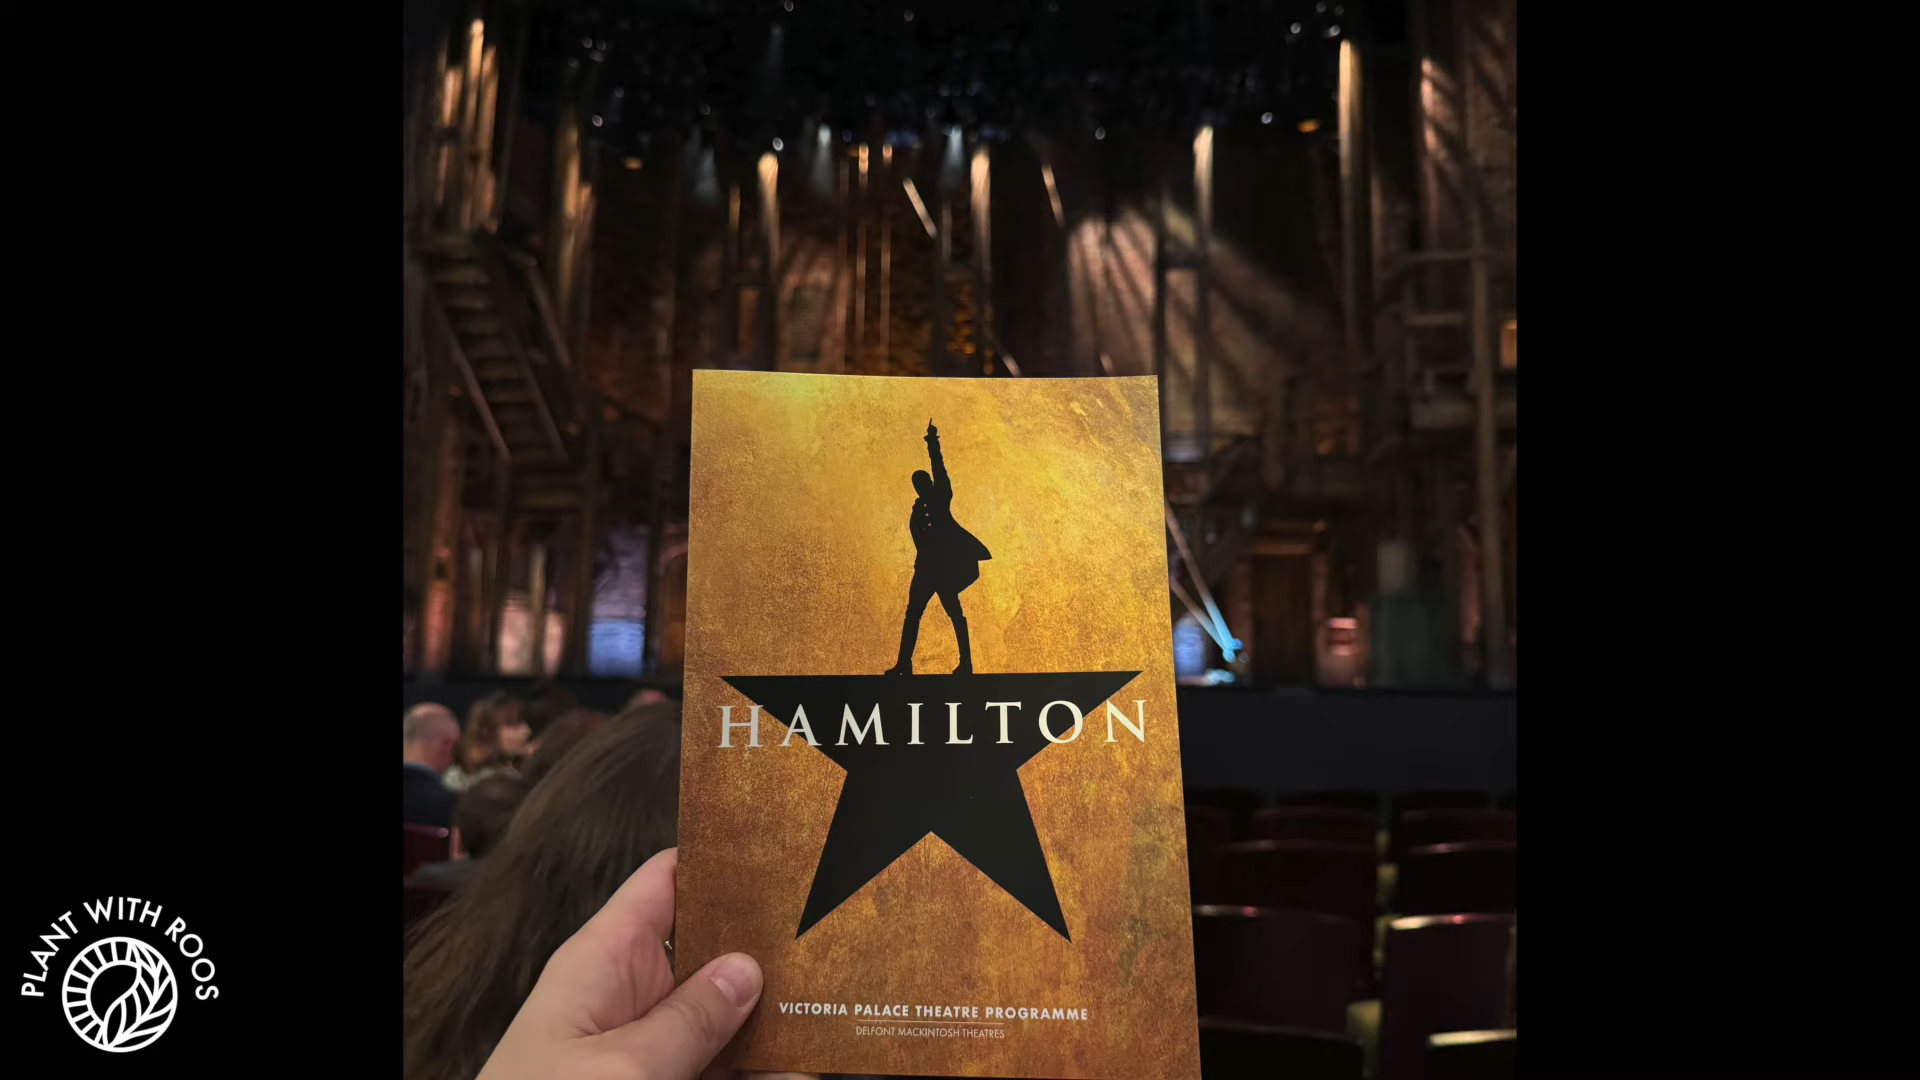 HAMILTON
VICTORIA PALACE THEATRE PROGRAMME
DELFONT MACKINTOSH THEATRES
PLANT WITH ROOS